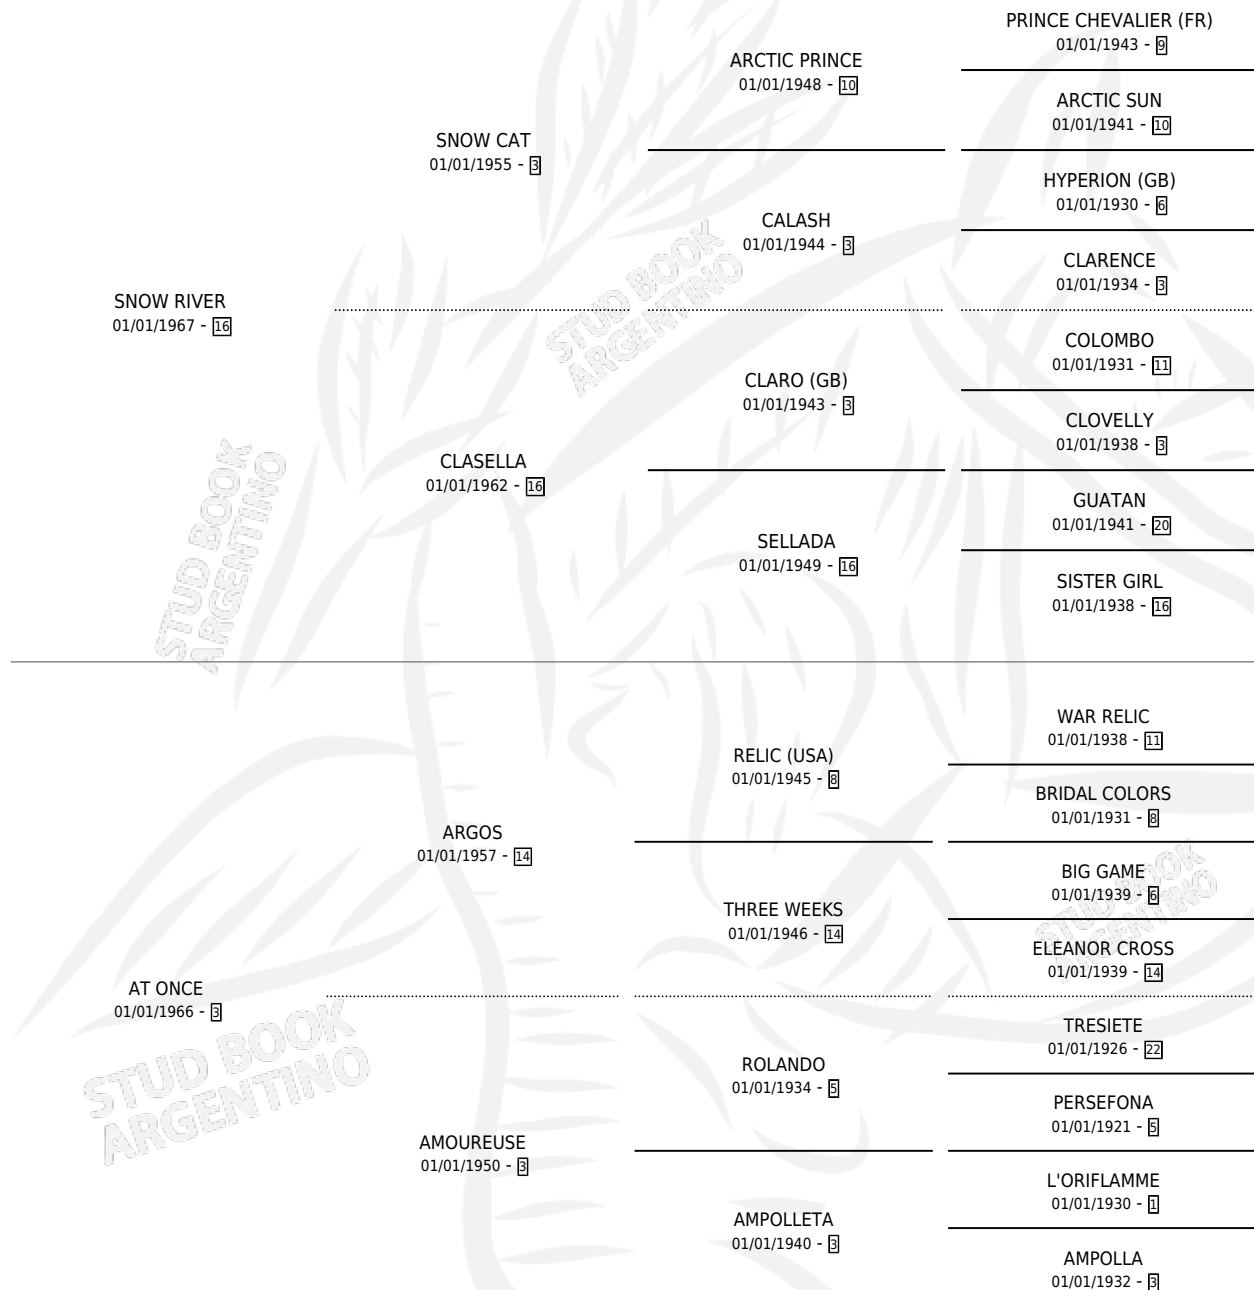 PRINCE CHEVALIER (FR)
01/01/1943 - 9
ARCTIC PRINCE
01/01/1948 - 10
ARCTIC SUN
01/01/1941 - 10
SNOW CAT
01/01/1955 - 3
HYPERION (GB)
01/01/1930 - 6
CALASH
01/01/1944 - 3
CLARENCE
01/01/1934 - 3
SNOW RIVER
01/01/1967 - 16
COLOMBO
01/01/1931 - 11
CLARO (GB)
01/01/1943 - 3
CLOVELLY
01/01/1938 - 3
CLASELLA
01/01/1962 - 16
GUATAN
01/01/1941 - 20
SELLADA
01/01/1949 - 16
SISTER GIRL
01/01/1938 - 16
WAR RELIC
01/01/1938 - 11
RELIC (USA)
01/01/1945 - 8
BRIDAL COLORS
01/01/1931 - 8
ARGOS
01/01/1957 - 14
BIG GAME
01/01/1939 - 6
THREE WEEKS
01/01/1946 - 14
ELEANOR CROSS
01/01/1939 - 14
AT ONCE
01/01/1966 - 3
TRESIETE
01/01/1926 - 22
ROLANDO
01/01/1934 - 5
PERSEFONA
01/01/1921 - 5
AMOUREUSE
01/01/1950 - 3
L'ORIFLAMME
01/01/1930 - 1
AMPOLLETA
01/01/1940 - 3
AMPOLLA
01/01/1932 - 3
STUD BOOK
ARGENTINO
STUD BOOK
ARGENTINO
STUD BOOK
ARGENTINO
STUD BOOK
ARGENTINO